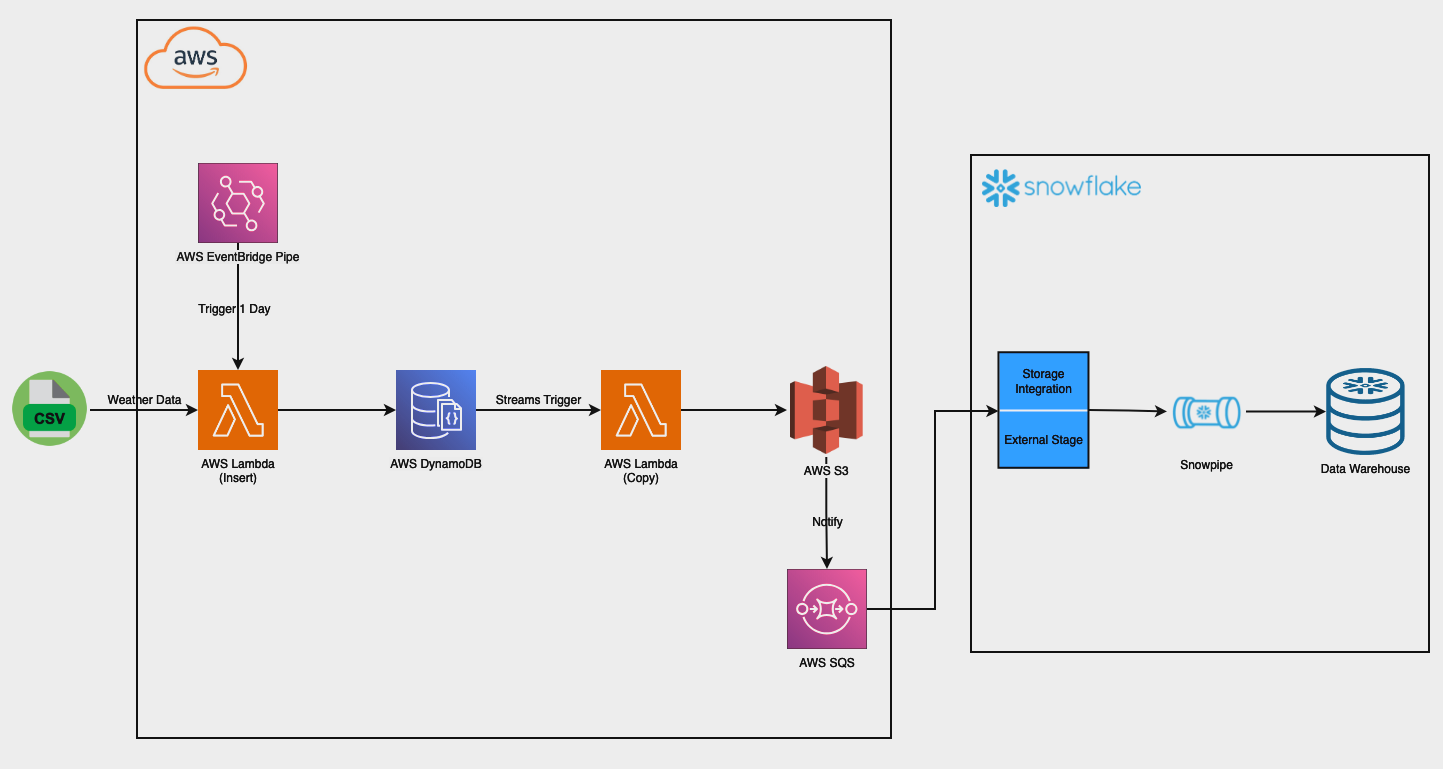 aws
snowflake
AWS EventBridge Pipe
Trigger 1 Day
CSV
Weather Data
AWS Lambda
(Insert)
AWS DynamoDB
Streams Trigger
AWS Lambda
(Copy)
AWS S3
Notify
AWS SQS
Storage
Integration
External Stage
Snowpipe
Data Warehouse